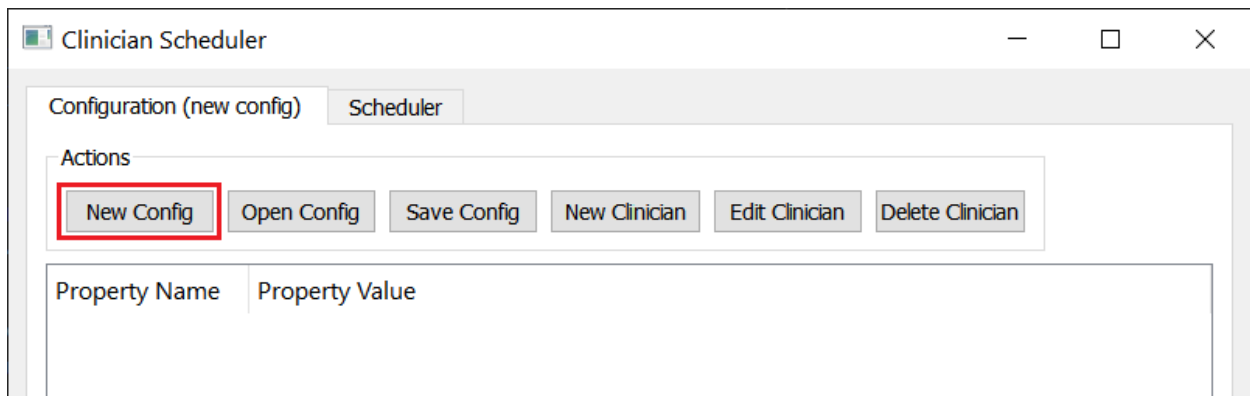 Clinician Scheduler
Configuration (new config) Scheduler
Actions
New Config Open Config Save Config New Clinician Edit Clinician Delete Clinician
Property Name Property Value